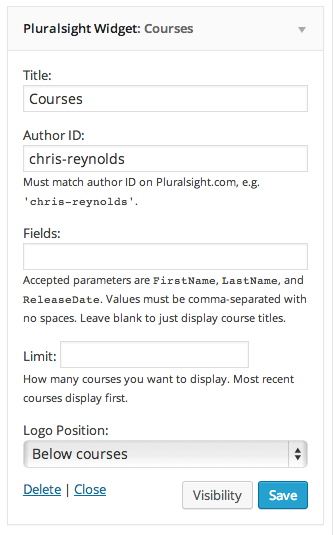 Pluralsight Widget: Courses
Title:
Courses
Author ID:
chris-reynolds
Must match author ID on Pluralsight.com, e.g.
'chris-reynolds'.
Fields:
Accepted parameters are FirstName, LastName, and
ReleaseDate. Values must be comma-separated with
no spaces. Leave blank to just display course titles.
Limit:
How many courses you want to display. Most recent
courses display first.
Logo Position:
Below courses
Delete | Close Visibility Save